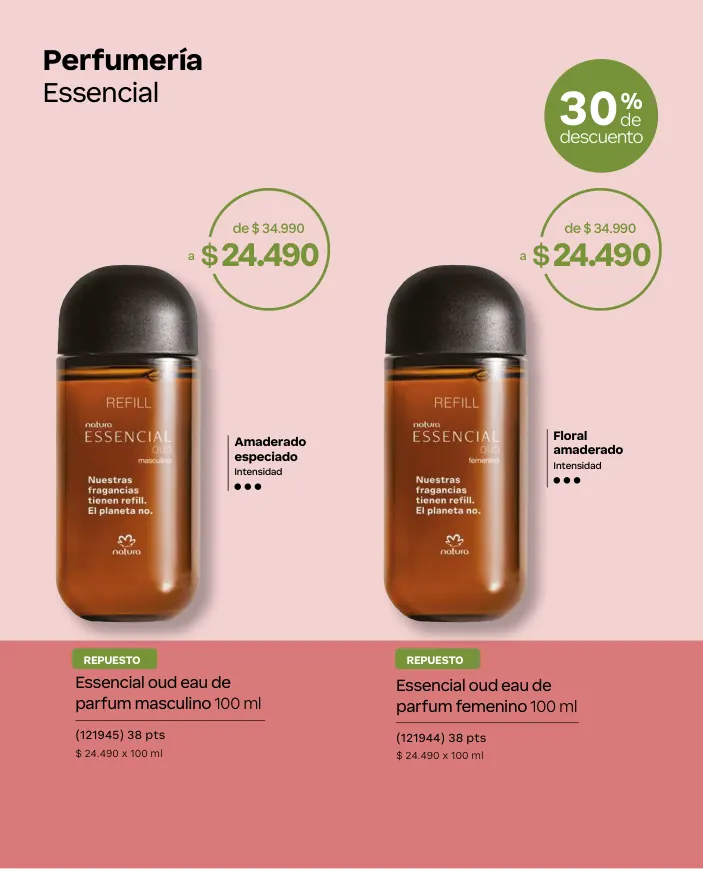 Perfumería
Essencial
30%
de
descuento
de $ 34.990
a $ 24.490
de $ 34.990
a $ 24.490
REFILL
natura
ESSENCIAL
OUD
masculino
Nuestras
fragancias
tienen refill.
El planeta no.
natura
Amaderado
especiado
Intensidad
REFILL
natura
ESSENCIAL
OUD
femenino
Nuestras
fragancias
tienen refill.
El planeta no.
natura
Floral
amaderado
Intensidad
REPUESTO
Essencial oud eau de
parfum masculino 100 ml
(121945) 38 pts
$ 24.490 x 100 ml
REPUESTO
Essencial oud eau de
parfum femenino 100 ml
(121944) 38 pts
$ 24.490 x 100 ml